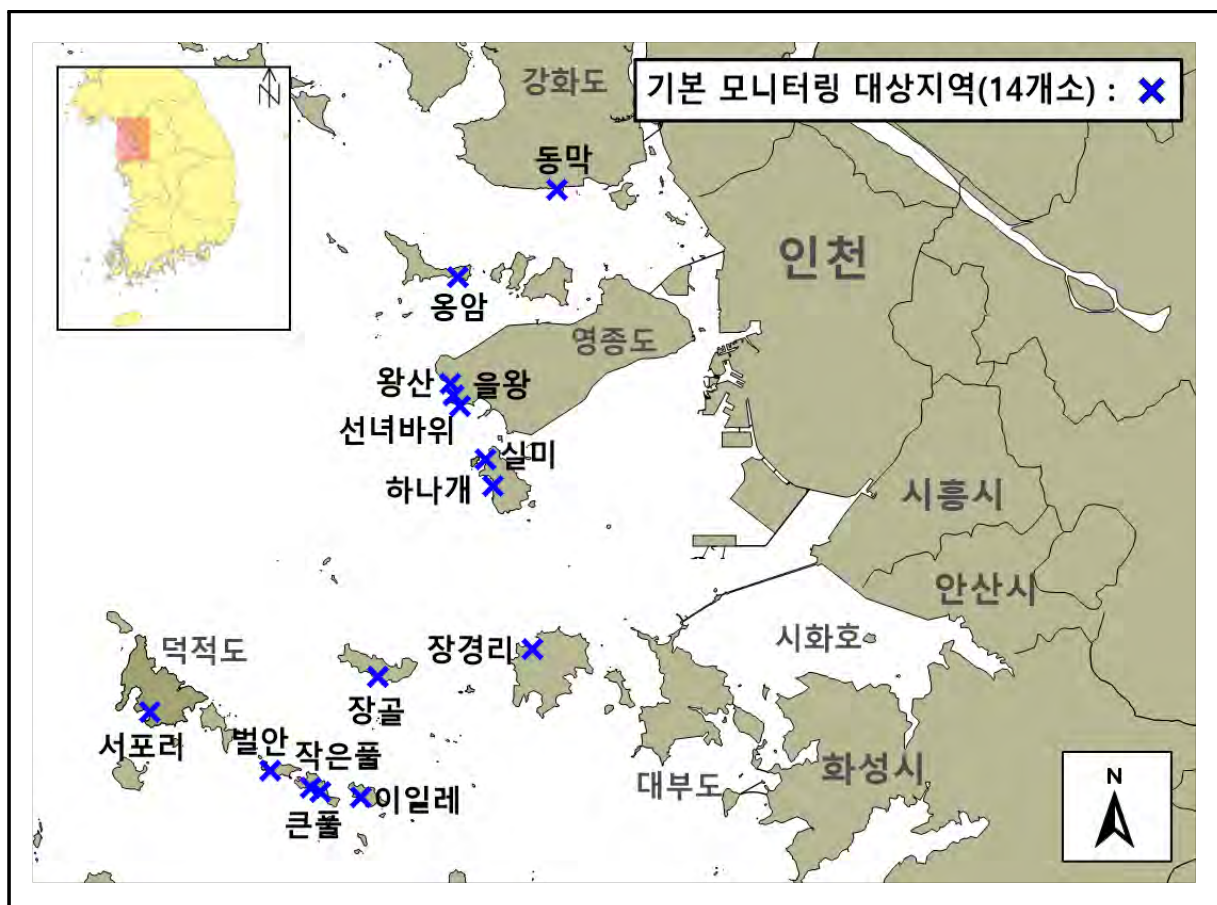 강화도
기본 모니터링 대상지역(14개소) :
N
동막
인천
옹암
영종도
왕산
을왕
선녀바위
실미
하나개
시흥시
안산시
시화호
장경리
덕적도
장골
서포리
벌안
작은풀
큰풀
이일레
대부도
화성시
N